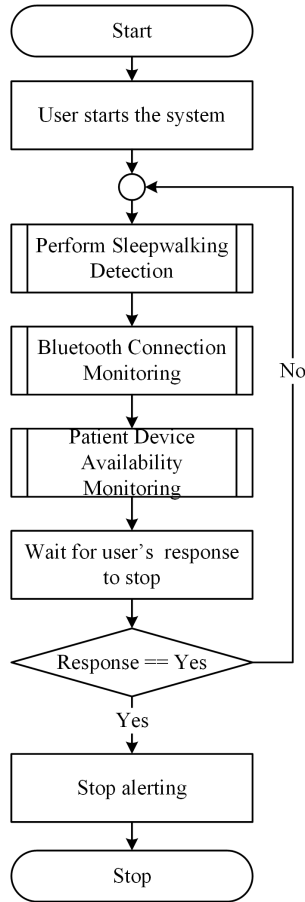 Start
User starts the system
Perform Sleepwalking
Detection
Bluetooth Connection
Monitoring
No
Patient Device
Availability
Monitoring
Wait for user’s response
to stop
Response == Yes
Yes
Stop alerting
Stop